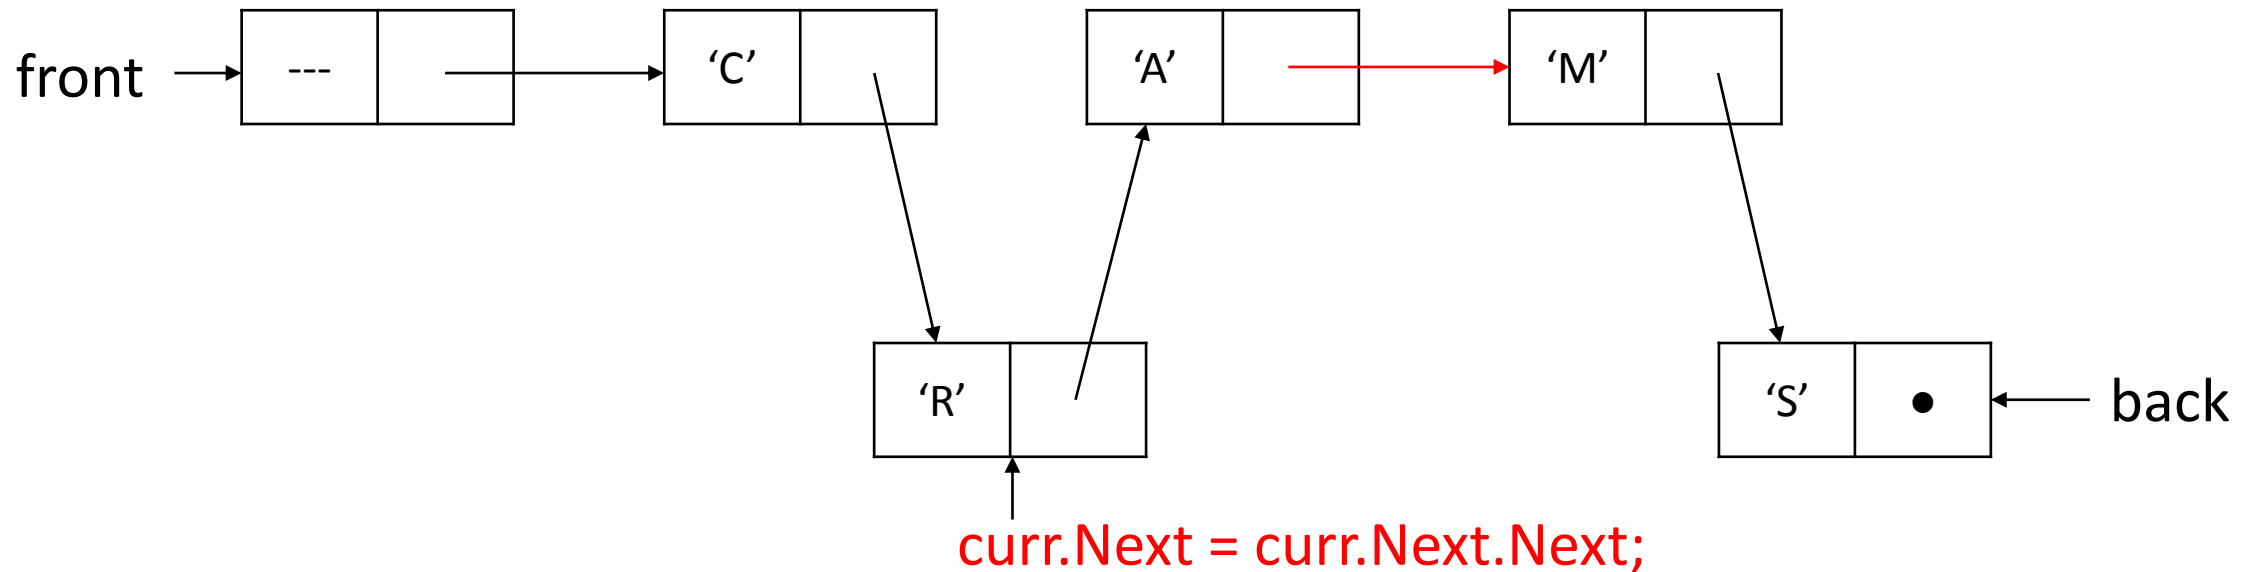 front --- ‘C’ ‘A’ ‘M’
‘R’ ‘S’ back
curr.Next = curr.Next.Next;